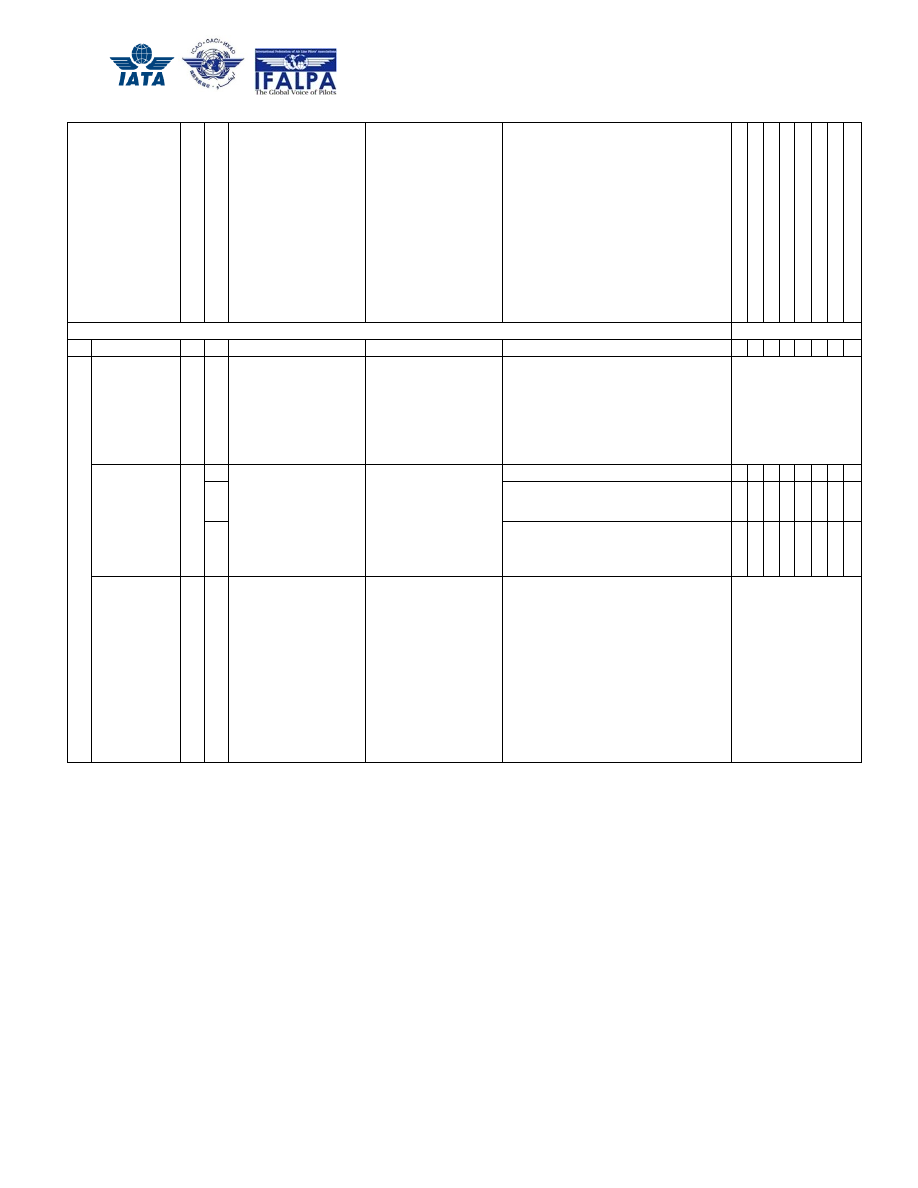 IATA
ICAO · OACI · ИКАО
International Federation of Air Line Pilots' Associations
IFALPA
The Global Voice of Pilots